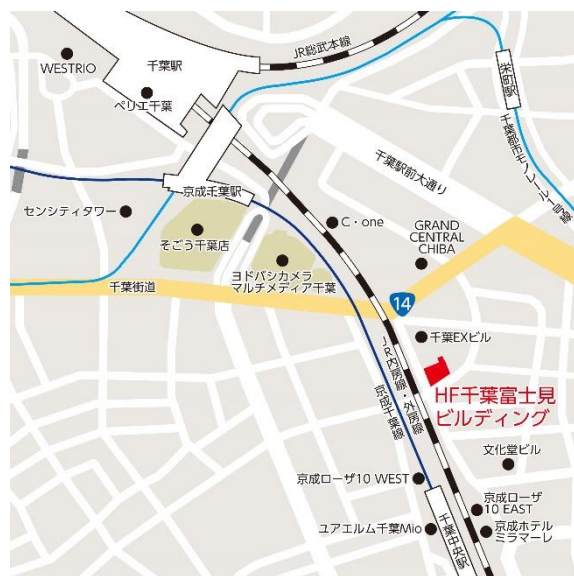 JR総武本線
WESTRIO
千葉駅
ペリエ千葉
栄町駅
千葉都市モノレール1号線
千葉駅前大通り
京成千葉駅
センシティタワー
そごう千葉店
C・one
GRAND
CENTRAL
CHIBA
ヨドバシカメラ
マルチメディア千葉
千葉街道
14
千葉EXビル
JR内房線・外房線
京成千葉線
HF千葉富士見
ビルディング
文化堂ビル
京成ローザ10 WEST
京成ローザ
10 EAST
ユアエルム千葉Mio
千葉中央駅
京成ホテル
ミラマーレ